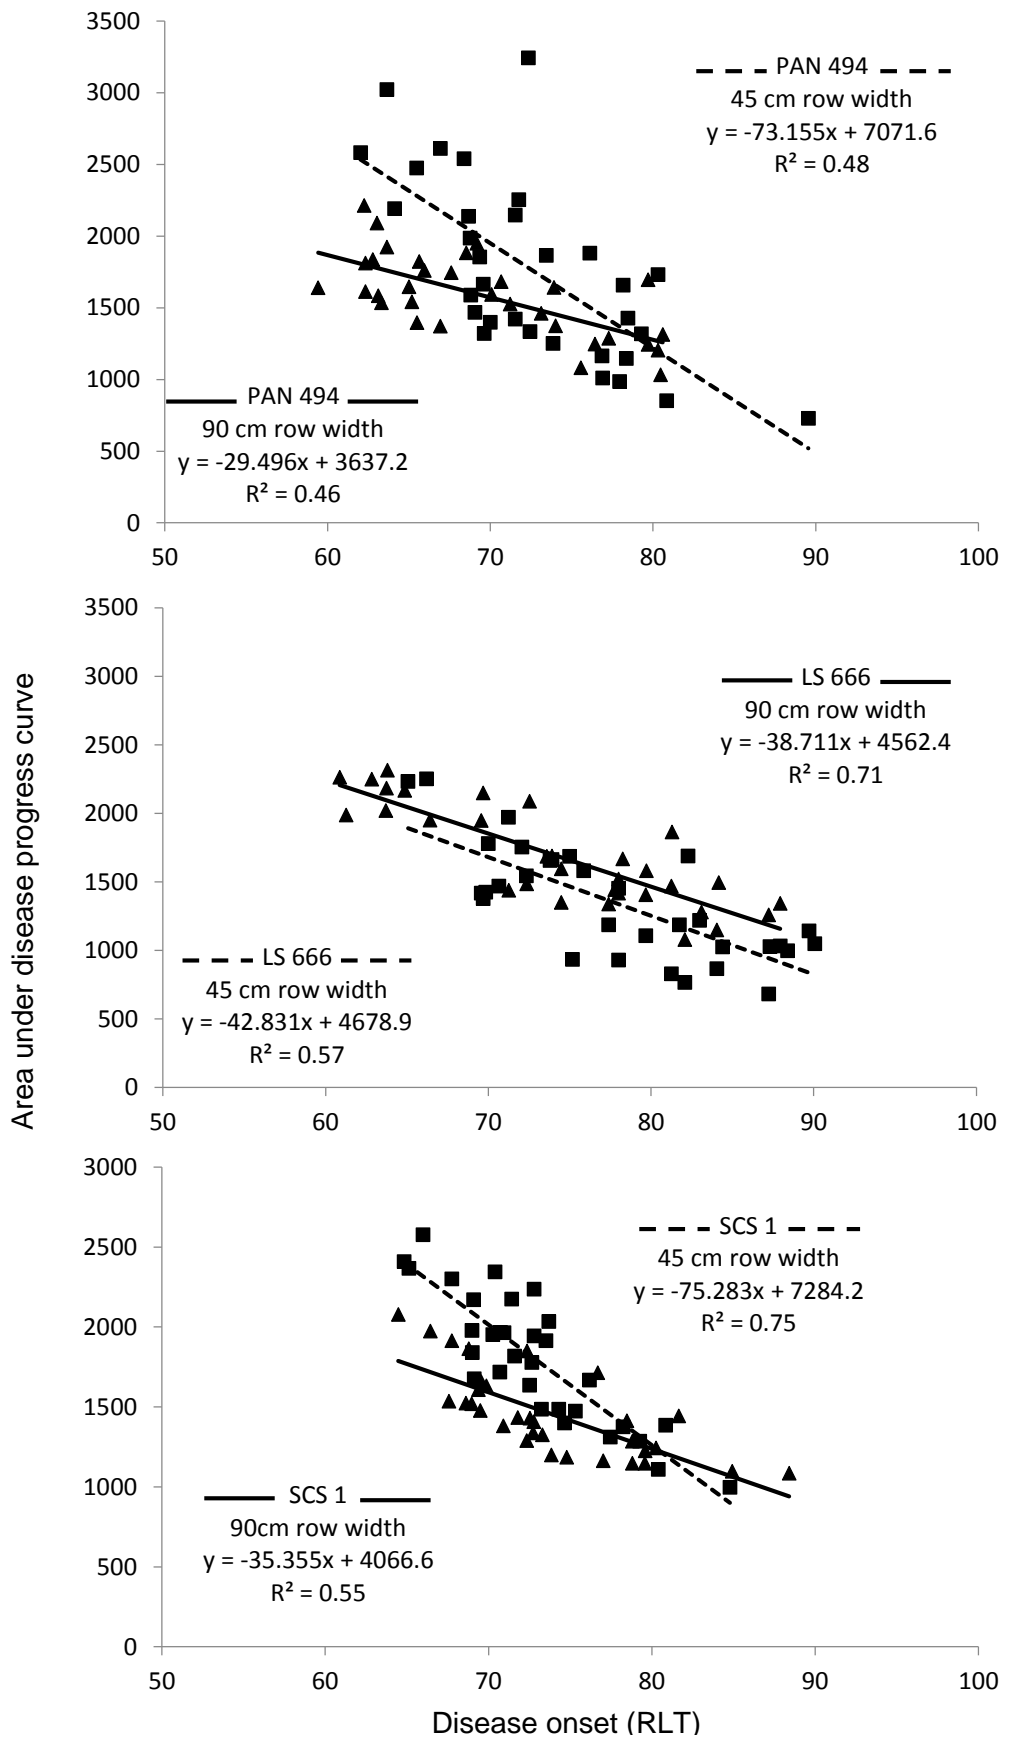 3500
3000
2500
2000
1500
1000
500
0
50 60 70 80 90 100
PAN 494
45 cm row width
y = -73.155x + 7071.6
R² = 0.48
PAN 494
90 cm row width
y = -29.496x + 3637.2
R² = 0.46
Area under disease progress curve
3500
3000
2500
2000
1500
1000
500
0
50 60 70 80 90 100
LS 666
90 cm row width
y = -38.711x + 4562.4
R² = 0.71
LS 666
45 cm row width
y = -42.831x + 4678.9
R² = 0.57
3000
2500
2000
1500
1000
500
0
50 60 70 80 90 100
SCS 1
45 cm row width
y = -75.283x + 7284.2
R² = 0.75
SCS 1
90cm row width
y = -35.355x + 4066.6
R² = 0.55
Disease onset (RLT)